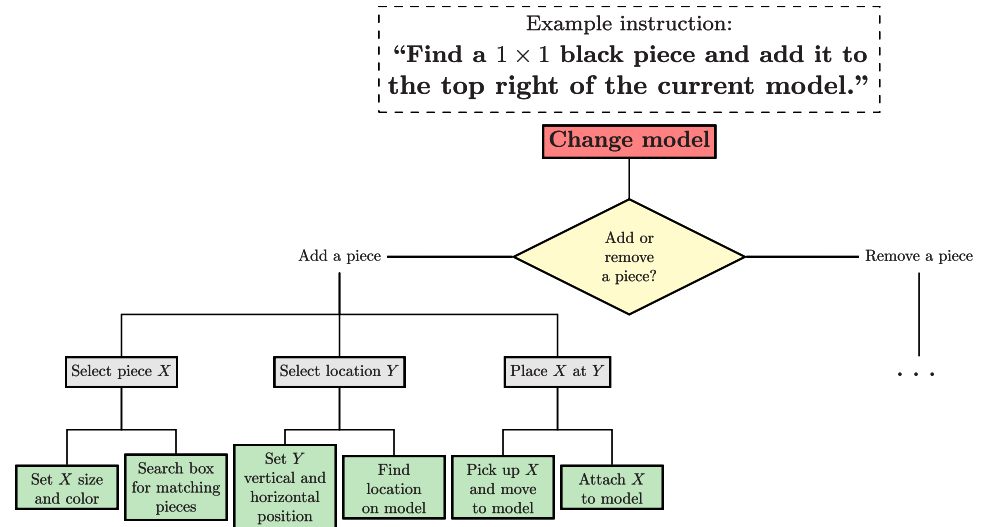 Example instruction:
“Find a 1 × 1 black piece and add it to
the top right of the current model.”
Change model
Add or
remove
a piece?
Add a piece
Remove a piece
Select piece X
Select location Y
Place X at Y
. . .
Set X size
and color
Search box
for matching
pieces
Set Y
vertical and
horizontal
position
Find
location
on model
Pick up X
and move
to model
Attach X
to model